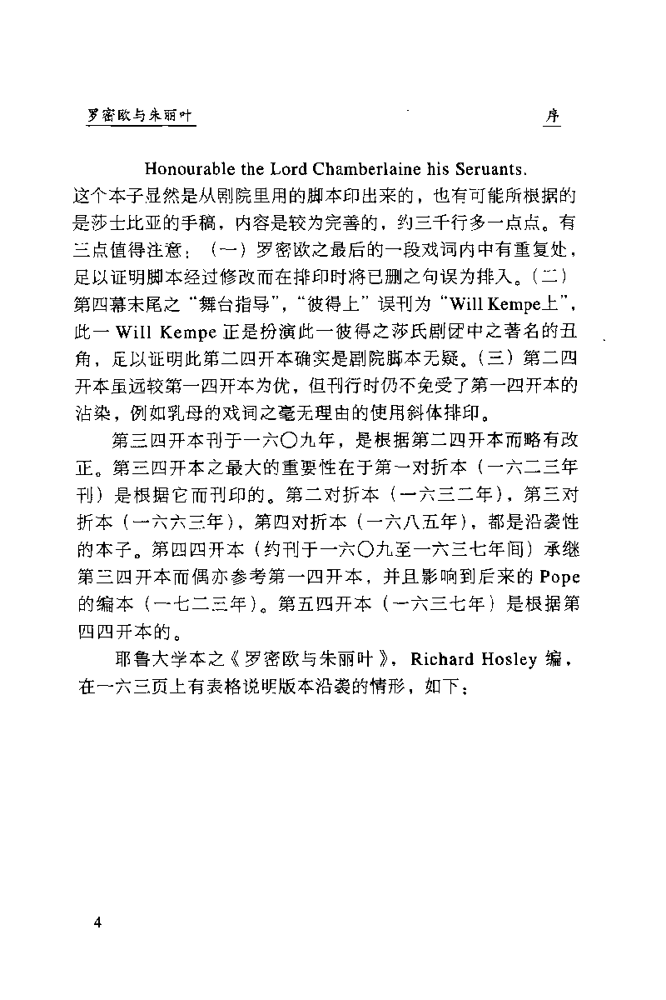 罗密欧与朱丽叶 序
Honourable the Lord Chamberlaine his Seruants.
这个本子显然是从剧院里用的脚本印出来的，也有可能所根据的
是莎士比亚的手稿，内容是较为完善的，约三千行多一点点。有
三点值得注意：（一）罗密欧之最后的一段戏词内中有重复处，
足以证明脚本经过修改而在排印时将已删之句误为排入。（二）
第四幕末尾之“舞台指导”，“彼得上”误刊为“Will Kempe上”，
此一 Will Kempe 正是扮演此一彼得之莎氏剧团中之著名的丑
角，足以证明此第二四开本确实是剧院脚本无疑。（三）第二四
开本虽远较第一四开本为优，但刊行时仍不免受了第一四开本的
沾染，例如乳母的戏词之毫无理由的使用斜体排印。
第三四开本刊于一六〇九年，是根据第二四开本而略有改
正。第三四开本之最大的重要性在于第一对折本（一六二三年
刊）是根据它而刊印的。第二对折本（一六三二年），第三对
折本（一六六三年），第四对折本（一六八五年），都是沿袭性
的本子。第四四开本（约刊于一六〇九至一六三七年间）承继
第三四开本而偶亦参考第一四开本，并且影响到后来的 Pope
的编本（一七二三年）。第五四开本（一六三七年）是根据第
四四开本的。
耶鲁大学本之《罗密欧与朱丽叶》，Richard Hosley 编，
在一六三页上有表格说明版本沿袭的情形，如下：
4